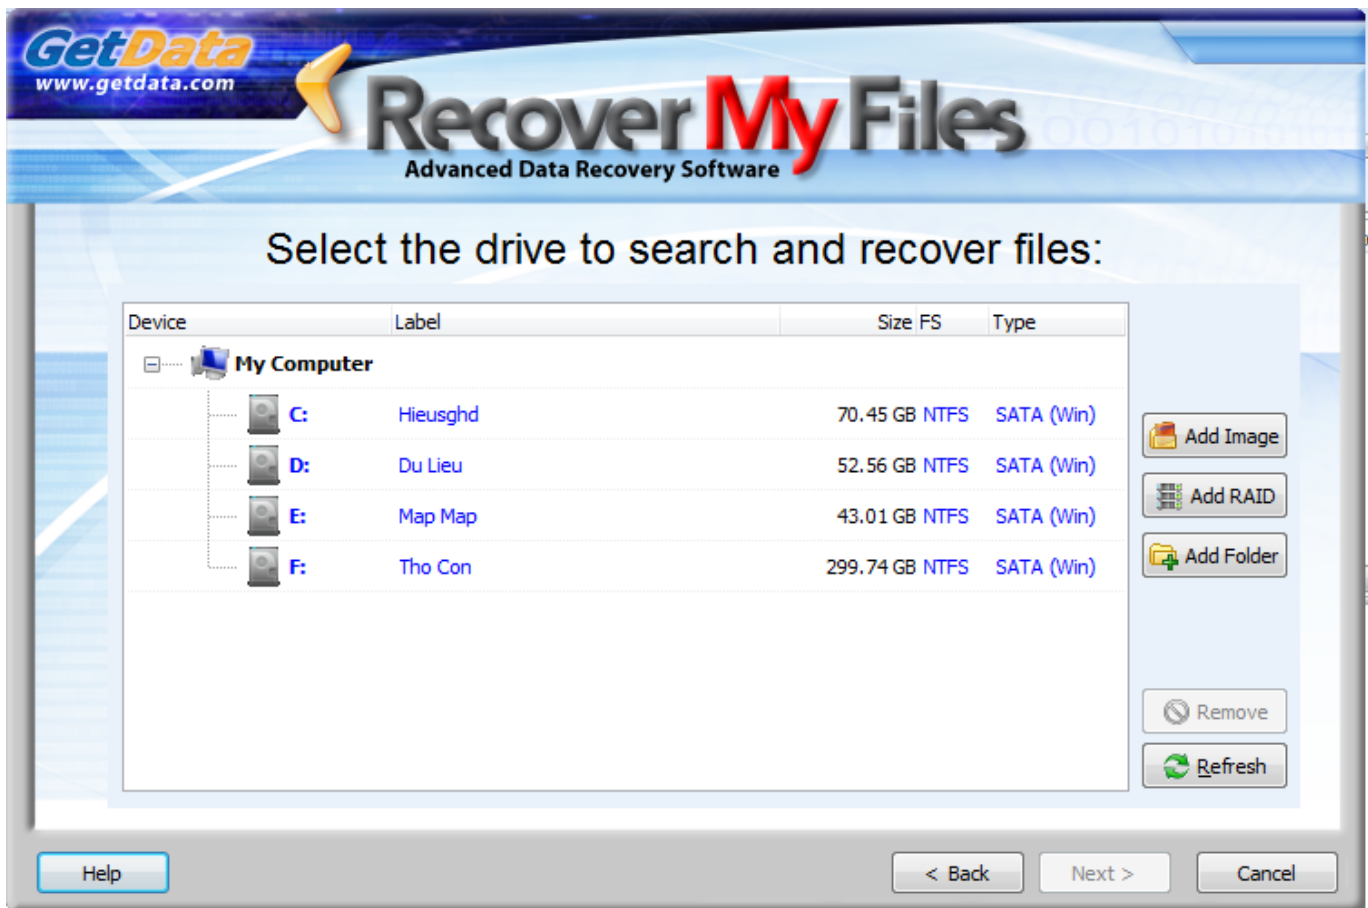 GetData
www.getdata.com
Recover My Files
Advanced Data Recovery Software
Select the drive to search and recover files:
Device Label Size FS Type
My Computer
C: Hieusghd 70.45 GB NTFS SATA (Win)
D: Du Lieu 52.56 GB NTFS SATA (Win)
E: Map Map 43.01 GB NTFS SATA (Win)
F: Tho Con 299.74 GB NTFS SATA (Win)
Add Image
Add RAID
Add Folder
Remove
Refresh
Help < Back Next > Cancel